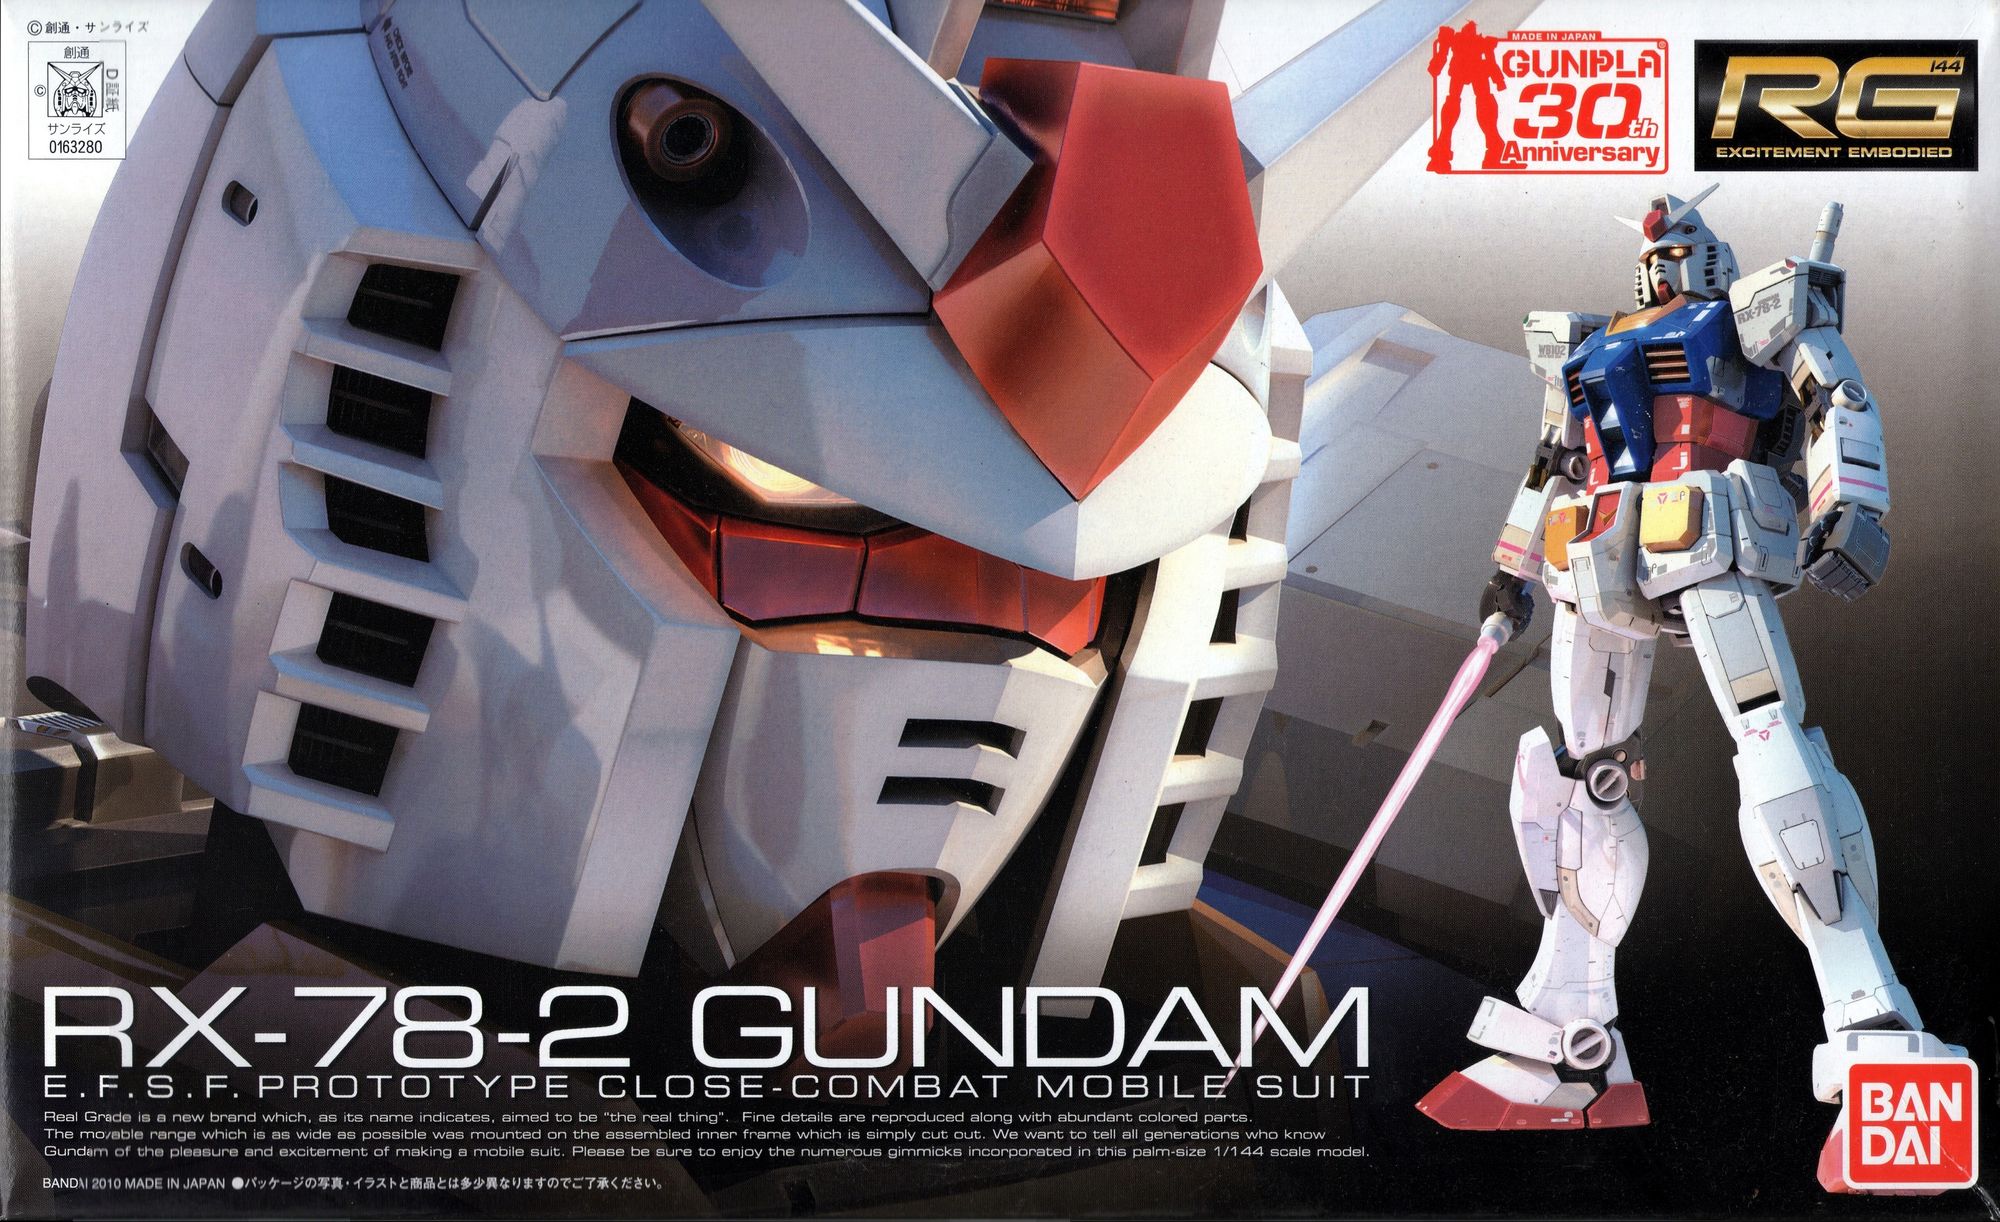 ©創通・サンライズ
創通
©
D証紙
サンライズ
0163280
MADE IN JAPAN
GUNPLA
30th
Anniversary
RG
144
EXCITEMENT EMBODIED
RX-78-2
WB102
RX-78-2 GUNDAM
E.F.S.F. PROTOTYPE CLOSE-COMBAT MOBILE SUIT
Real Grade is a new brand which, as its name indicates, aimed to be "the real thing". Fine details are reproduced along with abundant colored parts.
The movable range which is as wide as possible was mounted on the assembled inner frame which is simply cut out. We want to tell all generations who know
Gundam of the pleasure and excitement of making a mobile suit. Please be sure to enjoy the numerous gimmicks incorporated in this palm-size 1/144 scale model.
BANDAI 2010 MADE IN JAPAN ●パッケージの写真・イラストと商品とは多少異なりますのでご了承ください。
BAN
DAI